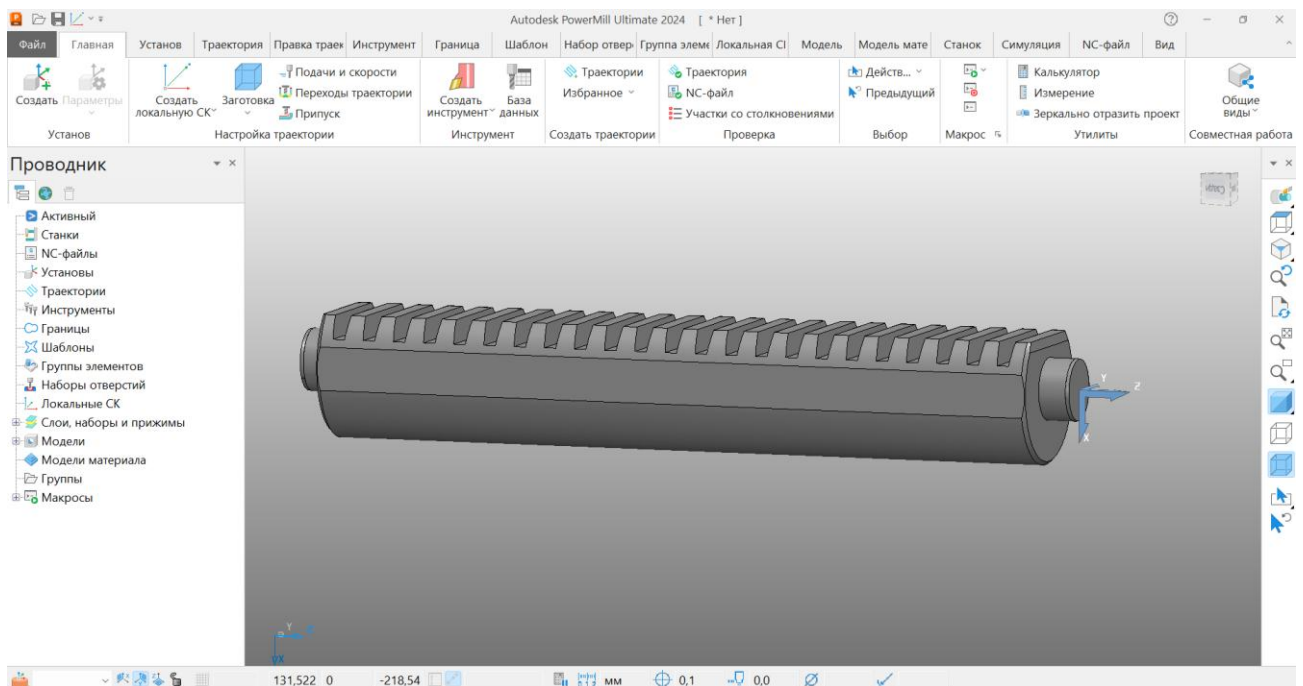 Autodesk PowerMill Ultimate 2024 [ * Нет ]
Файл Главная Установ Траектория Правка траек Инструмент Граница Шаблон Набор отвер Группа элеме Локальная СІ Модель Модель мате Станок Симуляция NC-файл Вид
Создать Параметры
Создать локальную СК
Заготовка
Подачи и скорости
Переходы траектории
Припуск
Создать инструмент
База данных
Траектории
Избранное
Траектория
NC-файл
Участки со столкновениями
Действ...
Предыдущий
Калькулятор
Измерение
Зеркально отразить проект
Общие виды
Установ Настройка траектории Инструмент Создать траектории Проверка Выбор Макрос Утилиты Совместная работа
Проводник
Активный
Станки
NC-файлы
Установы
Траектории
Инструменты
Границы
Шаблоны
Группы элементов
Наборы отверстий
Локальные СК
Слои, наборы и прижимы
Модели
Модели материала
Группы
Макросы
Y
Z
X
Y
X
131,522 0 -218,54 мм 0,1 0,0